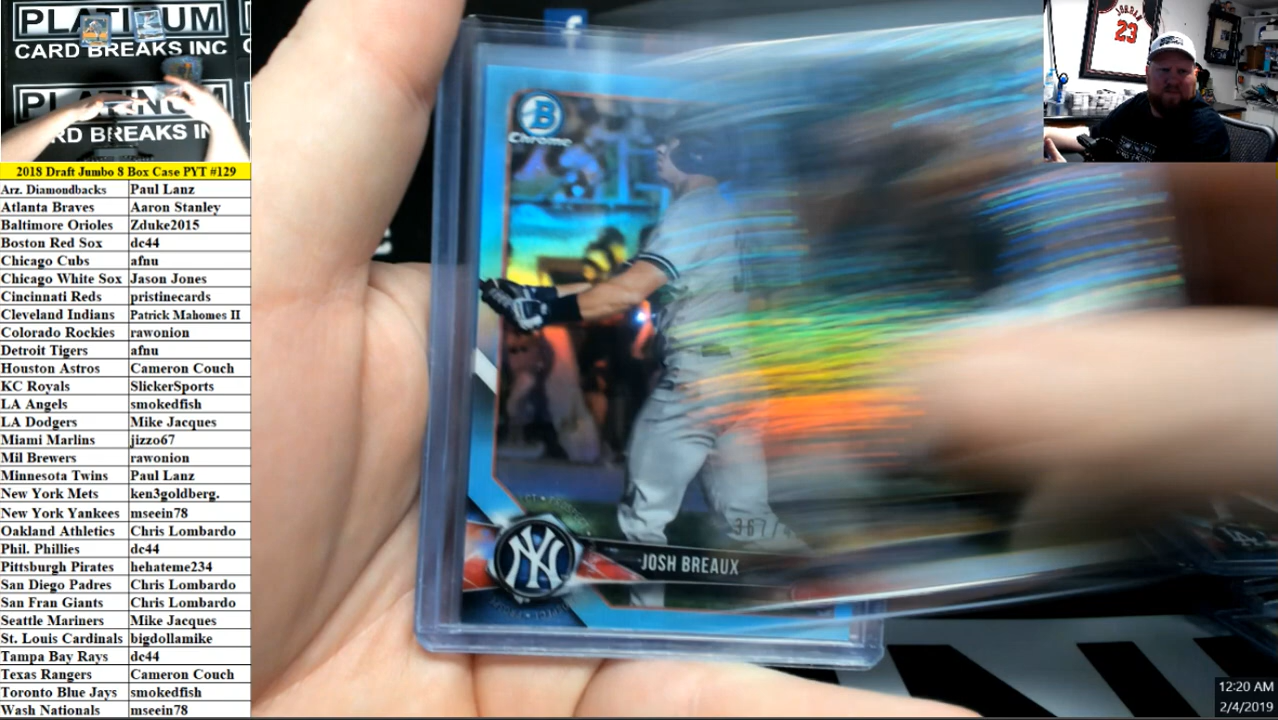 PLATINUM
CARD BREAKS INC
PLATINUM
RD BREAKS IN
2018 Draft Jumbo 8 Box Case PYT #129
Arz. Diamondbacks Paul Lanz
Atlanta Braves Aaron Stanley
Baltimore Orioles Zduke2015
Boston Red Sox dc44
Chicago Cubs afnu
Chicago White Sox Jason Jones
Cincinnati Reds pristinecards
Cleveland Indians Patrick Mahomes II
Colorado Rockies rawonion
Detroit Tigers afnu
Houston Astros Cameron Couch
KC Royals SlickerSports
LA Angels smokedfish
LA Dodgers Mike Jacques
Miami Marlins jizzo67
Mil Brewers rawonion
Minnesota Twins Paul Lanz
New York Mets ken3goldberg.
New York Yankees mseein78
Oakland Athletics Chris Lombardo
Phil. Phillies dc44
Pittsburgh Pirates hehateme234
San Diego Padres Chris Lombardo
San Fran Giants Chris Lombardo
Seattle Mariners Mike Jacques
St. Louis Cardinals bigdollamike
Tampa Bay Rays dc44
Texas Rangers Cameron Couch
Toronto Blue Jays smokedfish
Wash Nationals mseein78
f
B
Chrome
367/
NY
JOSH BREAUX
JORDAN
23
12:20 AM
2/4/2019